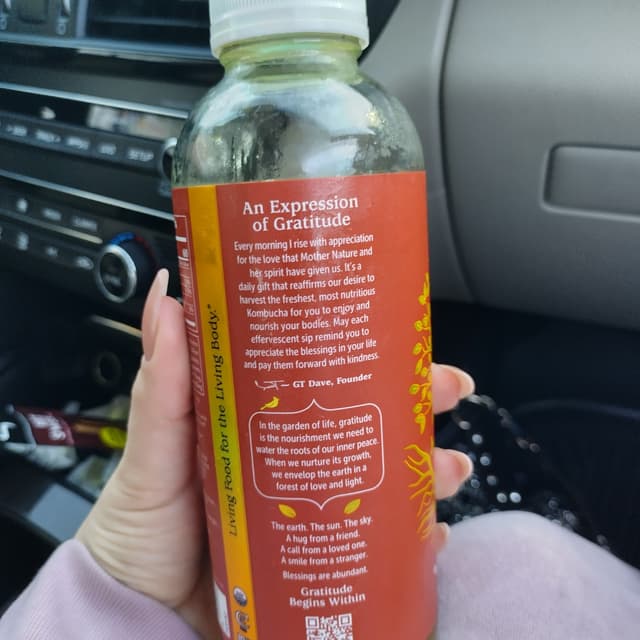 An Expression
of Gratitude
Every morning I rise with appreciation
for the love that Mother Nature and
her spirit have given us. It's a
daily gift that reaffirms our desire to
harvest the freshest, most nutritious
Kombucha for you to enjoy and
nourish your bodies. May each
effervescent sip remind you to
appreciate the blessings in your life
and pay them forward with kindness.
GT Dave, Founder
In the garden of life, gratitude
is the nourishment we need to
water the roots of our inner peace.
When we nurture its growth,
we envelop the earth in a
forest of love and light.
The earth. The sun. The sky.
A hug from a friend.
A call from a loved one.
A smile from a stranger.
Blessings are abundant.
Gratitude
Begins Within
Living Food for the Living Body.*